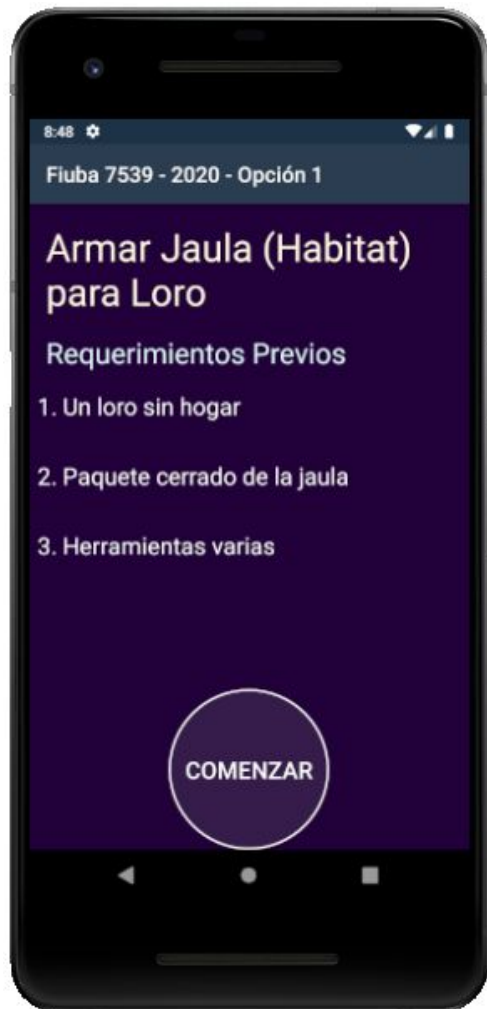 8:48
Fiuba 7539 - 2020 - Opción 1
Armar Jaula (Habitat)
para Loro
Requerimientos Previos
1. Un loro sin hogar
2. Paquete cerrado de la jaula
3. Herramientas varias
COMENZAR